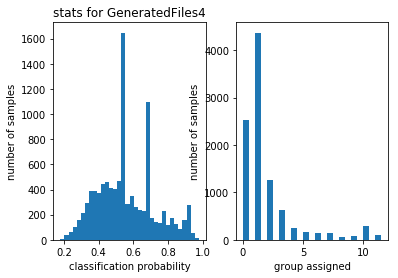 stats for GeneratedFiles4
number of samples
1600
1400
1200
1000
800
600
400
200
0
0.2 0.4 0.6 0.8 1.0
classification probability
number of samples
4000
3000
2000
1000
0
0 5 10
group assigned